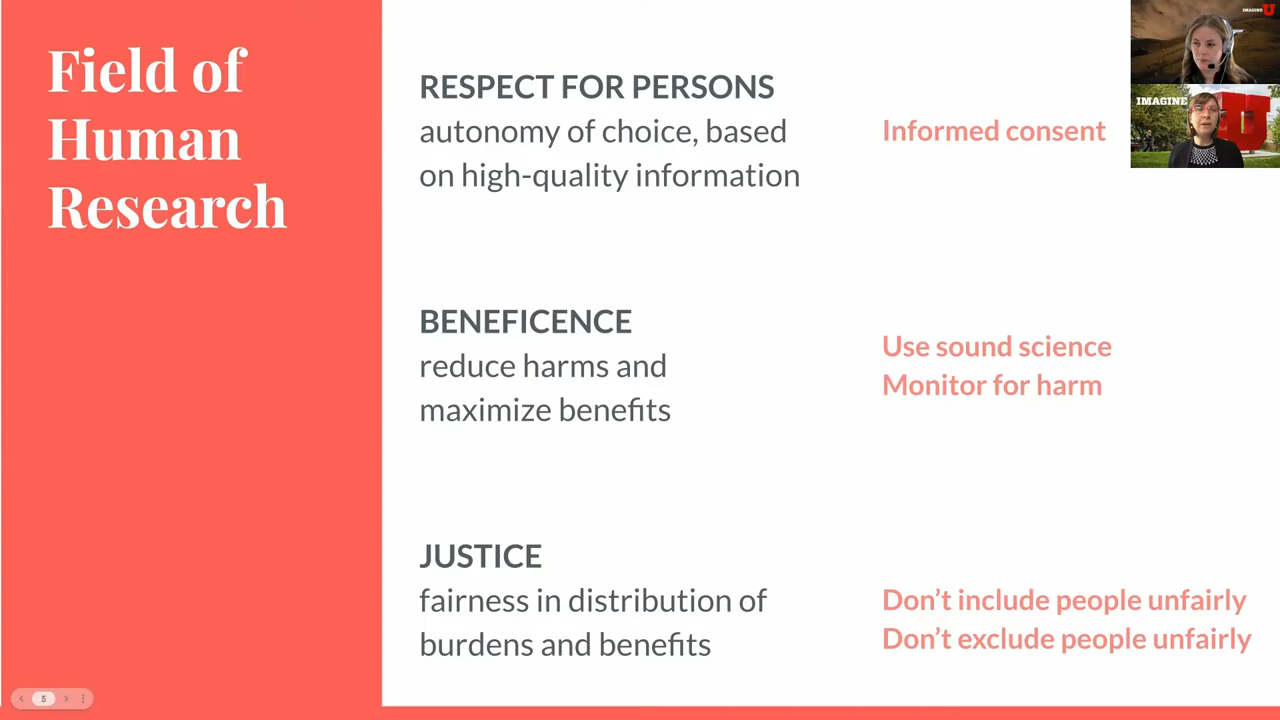 Field of
Human
Research
RESPECT FOR PERSONS
autonomy of choice, based
on high-quality information
Informed consent
BENEFICENCE
reduce harms and
maximize benefits
Use sound science
Monitor for harm
JUSTICE
fairness in distribution of
burdens and benefits
Don’t include people unfairly
Don’t exclude people unfairly
IMAGINE U
IMAGINE U
5